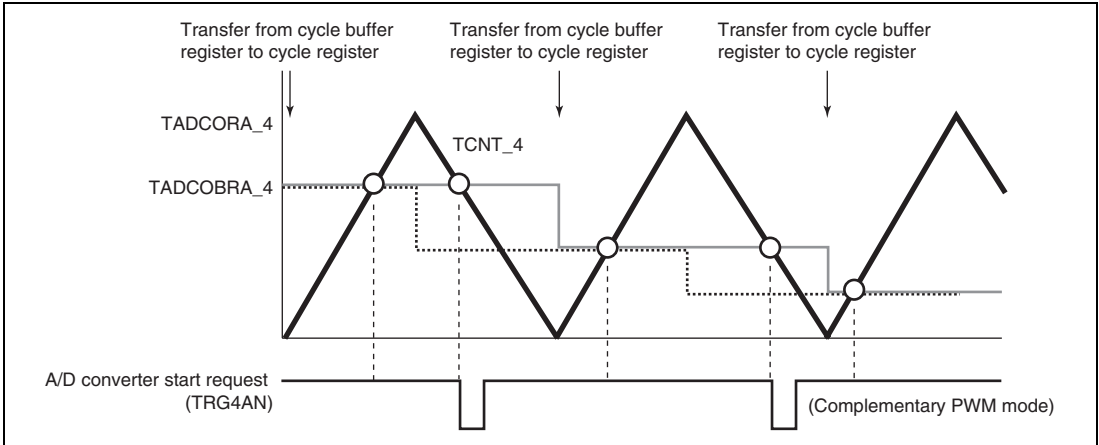 Transfer from cycle buffer
register to cycle register
Transfer from cycle buffer
register to cycle register
Transfer from cycle buffer
register to cycle register
TADCORA_4
TCNT_4
TADCOBRA_4
A/D converter start request
(TRG4AN)
(Complementary PWM mode)